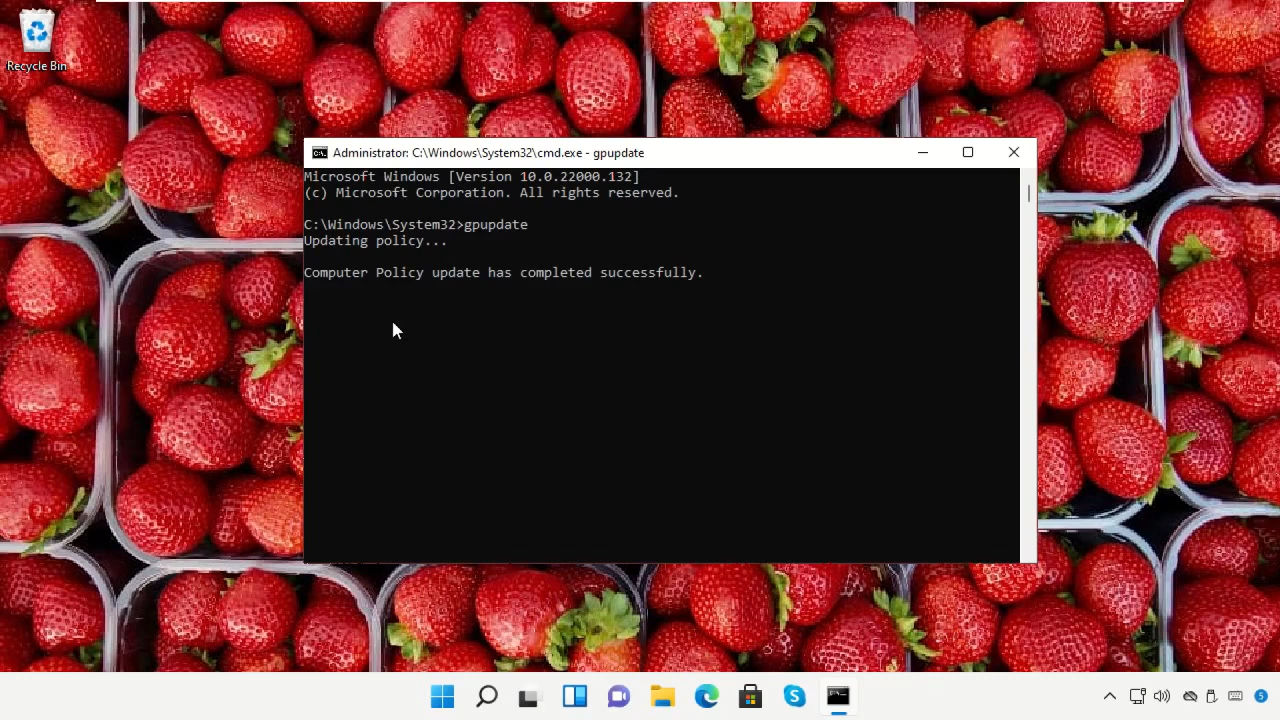 Recycle Bin
Administrator: C:\Windows\System32\cmd.exe - gpupdate
Microsoft Windows [Version 10.0.22000.132]
(c) Microsoft Corporation. All rights reserved.
C:\Windows\System32>gpupdate
Updating policy...
Computer Policy update has completed successfully.
5